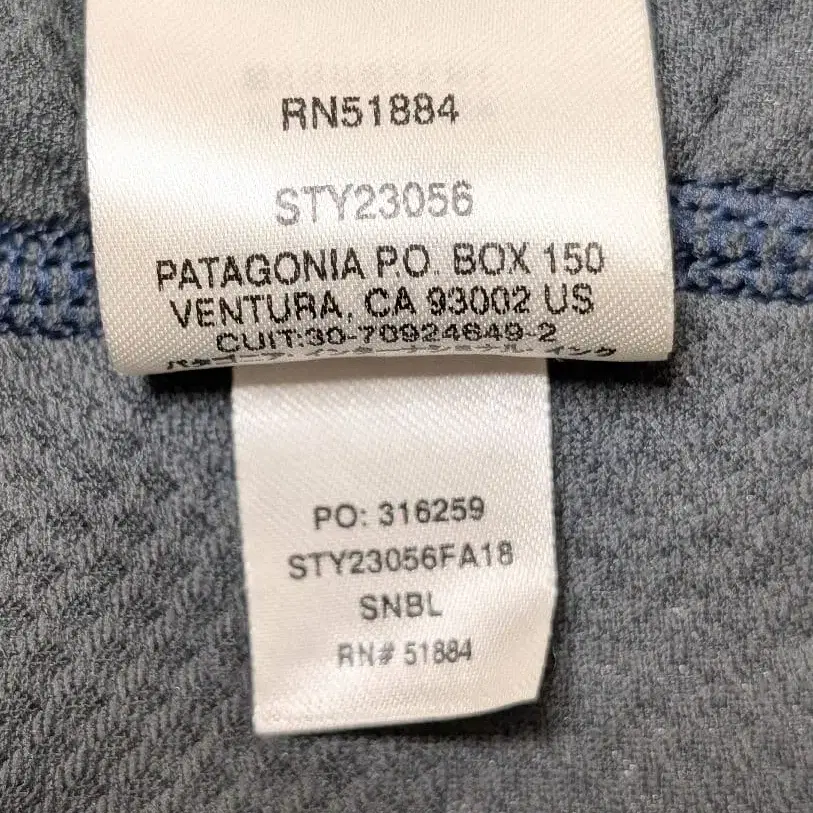 RN51884
STY23056
PATAGONIA P.O. BOX 150
VENTURA, CA 93002 US
CUIT:30-70924649-2
PO: 316259
STY23056FA18
SNBL
RN# 51884